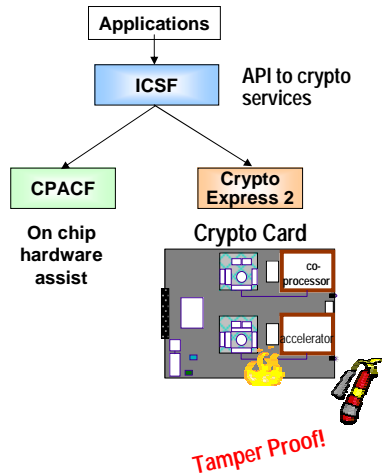 Applications
ICSF
API to crypto
services
CPACF
Crypto
Express 2
On chip
hardware
assist
Crypto Card
co-
processor
accelerator
Tamper Proof!